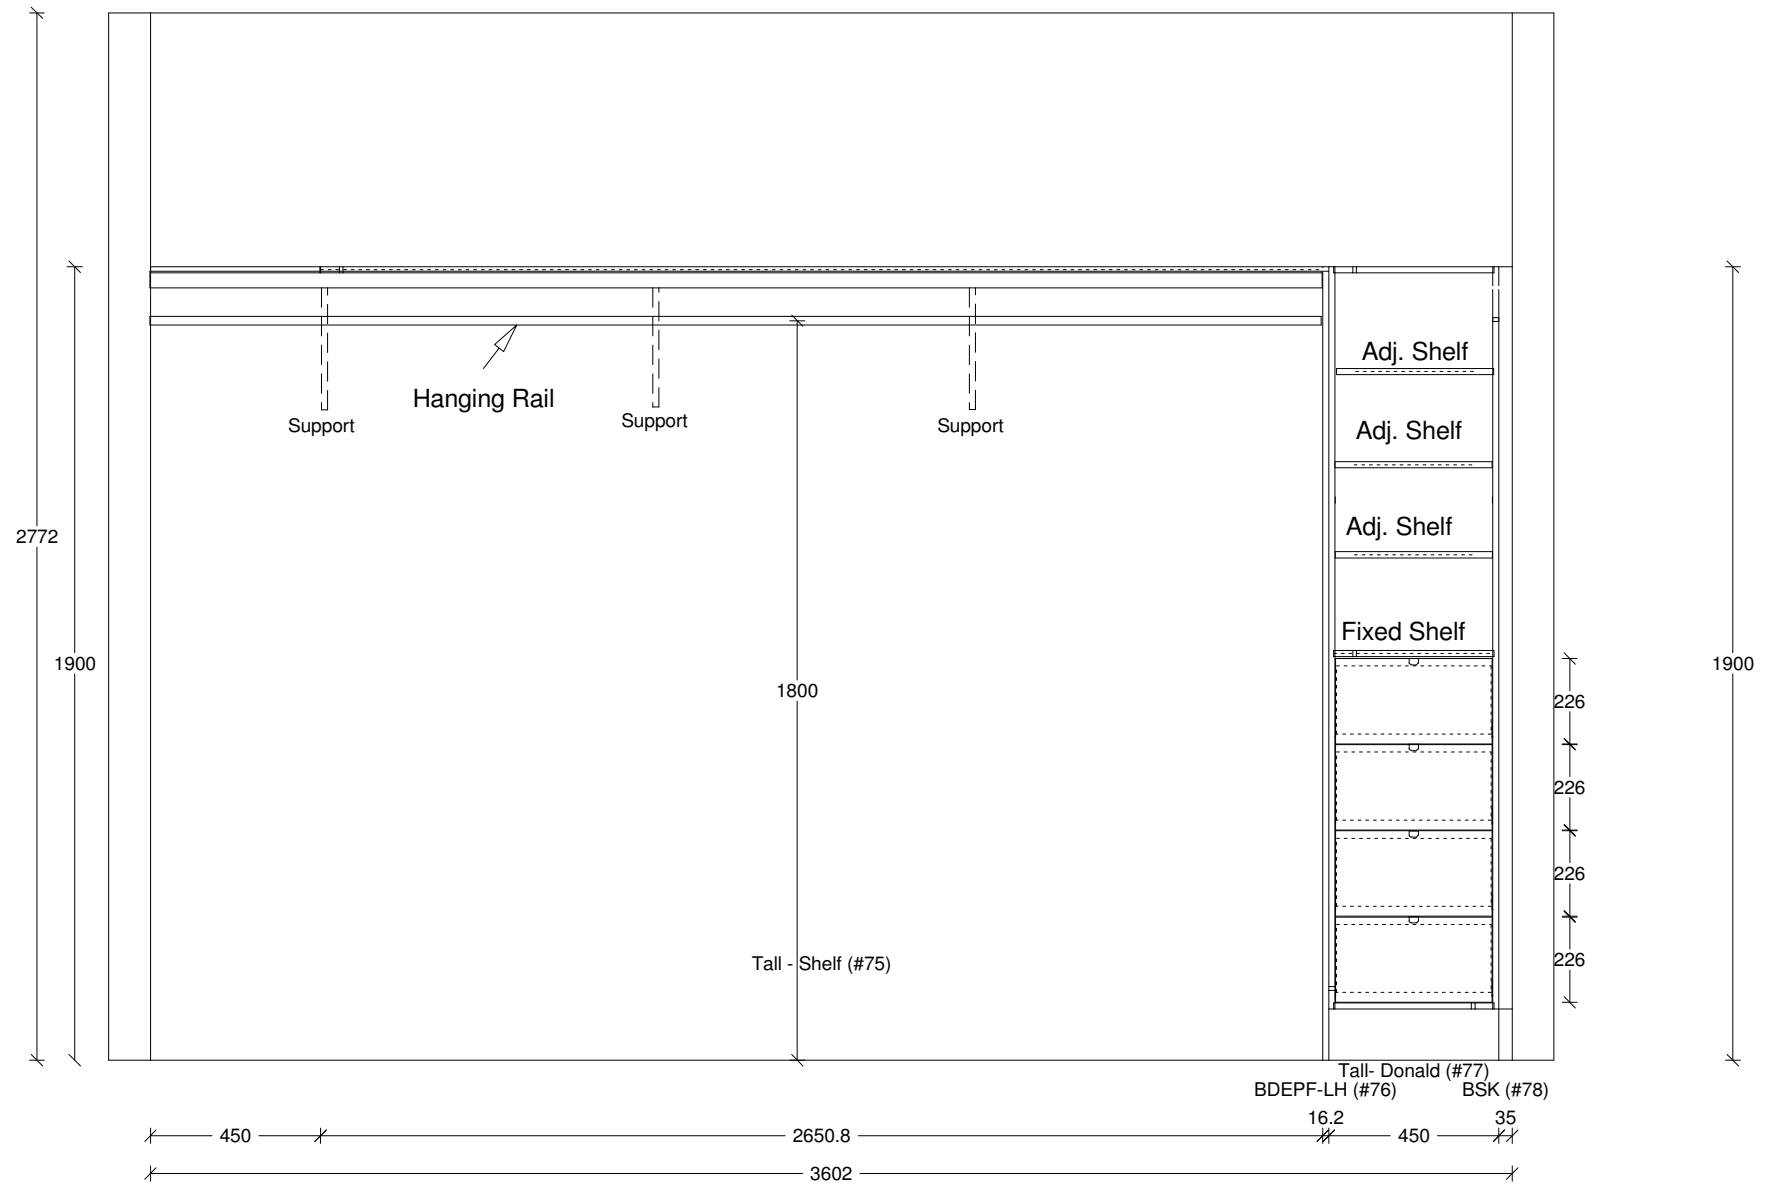 Adj. Shelf
Hanging Rail
Support
Support
Support
Adj. Shelf
Adj. Shelf
2772
Fixed Shelf
1900
1800
1900
226
226
226
226
Tall - Shelf (#75)
Tall- Donald (#77)
BDEPF-LH (#76)
BSK (#78)
16.2
35
450
2650.8
450
3602